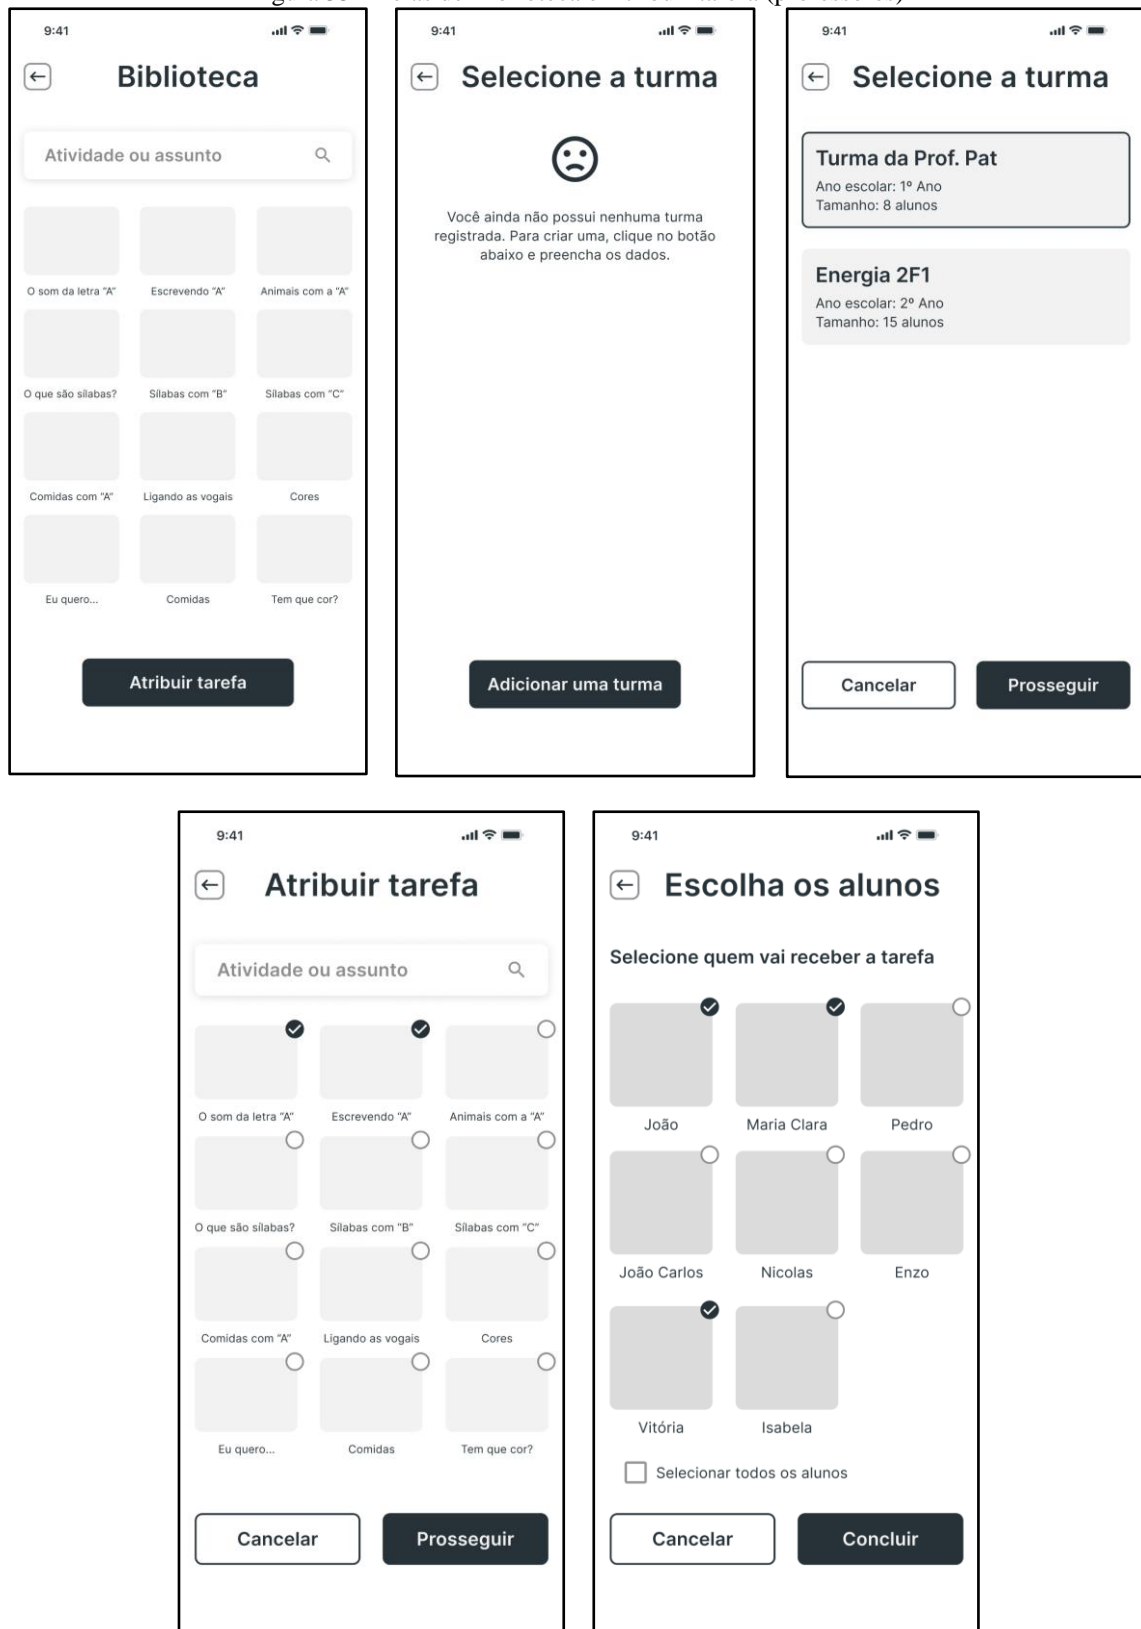 (professores)
9:41
Biblioteca
Atividade ou assunto
O som da letra "A" Escrevendo "A" Animais com a "A"
O que são sílabas? Sílabas com "B" Sílabas com "C"
Comidas com "A" Ligando as vogais Cores
Eu quero... Comidas Tem que cor?
Atribuir tarefa
9:41
Selecione a turma
Você ainda não possui nenhuma turma
registrada. Para criar uma, clique no botão
abaixo e preencha os dados.
Adicionar uma turma
9:41
Selecione a turma
Turma da Prof. Pat
Ano escolar: 1º Ano
Tamanho: 8 alunos
Energia 2F1
Ano escolar: 2º Ano
Tamanho: 15 alunos
Cancelar Prosseguir
9:41
Atribuir tarefa
Atividade ou assunto
O som da letra "A" Escrevendo "A" Animais com a "A"
O que são sílabas? Sílabas com "B" Sílabas com "C"
Comidas com "A" Ligando as vogais Cores
Eu quero... Comidas Tem que cor?
Cancelar Prosseguir
9:41
Escolha os alunos
Selecione quem vai receber a tarefa
João Maria Clara Pedro
João Carlos Nicolas Enzo
Vitória Isabela
Selecionar todos os alunos
Cancelar Concluir